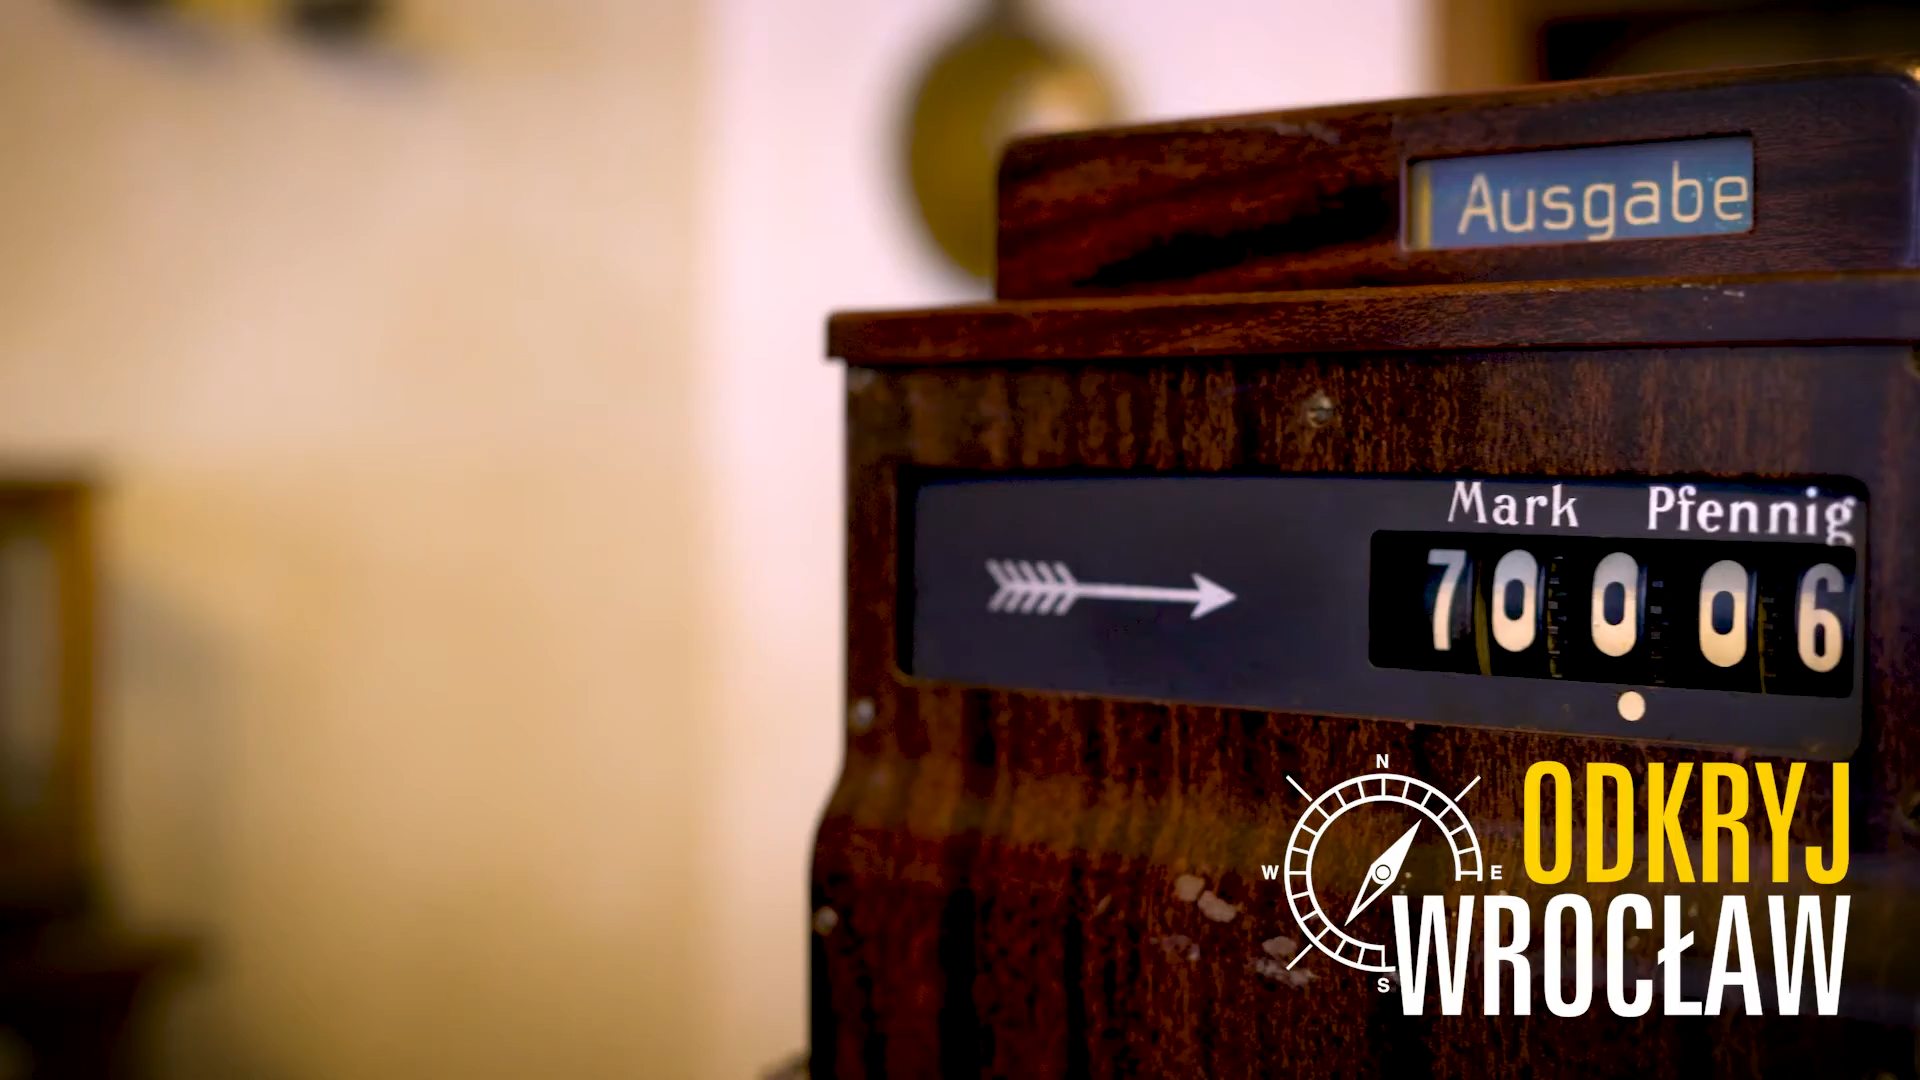 Ausgabe
Mark Pfennig
70006
N
W
E
S
ODKRYJ
WROCŁAW